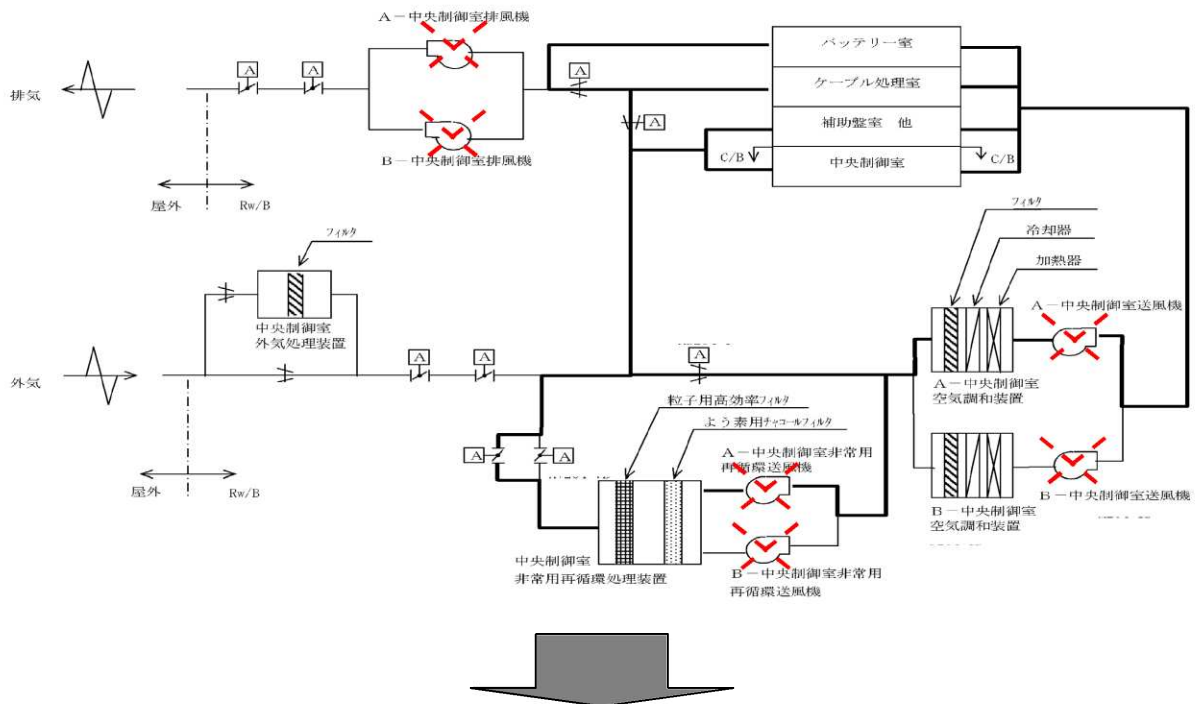 A－中央制御室排風機
A
A
A
排気
B－中央制御室排風機
屋外
Rw/B
バッテリー室
ケーブル処理室
補助盤室 他
中央制御室
C/B
C/B
A
フィルタ
中央制御室
外気処理装置
外気
A
A
A
屋外
Rw/B
フィルタ
冷却器
加熱器
A－中央制御室送風機
A－中央制御室
空気調和装置
B－中央制御室送風機
B－中央制御室
空気調和装置
粒子用高効率フィルタ
よう素用チャコールフィルタ
A
A
A－中央制御室非常用
再循環送風機
中央制御室
非常用再循環処理装置
B－中央制御室非常用
再循環送風機